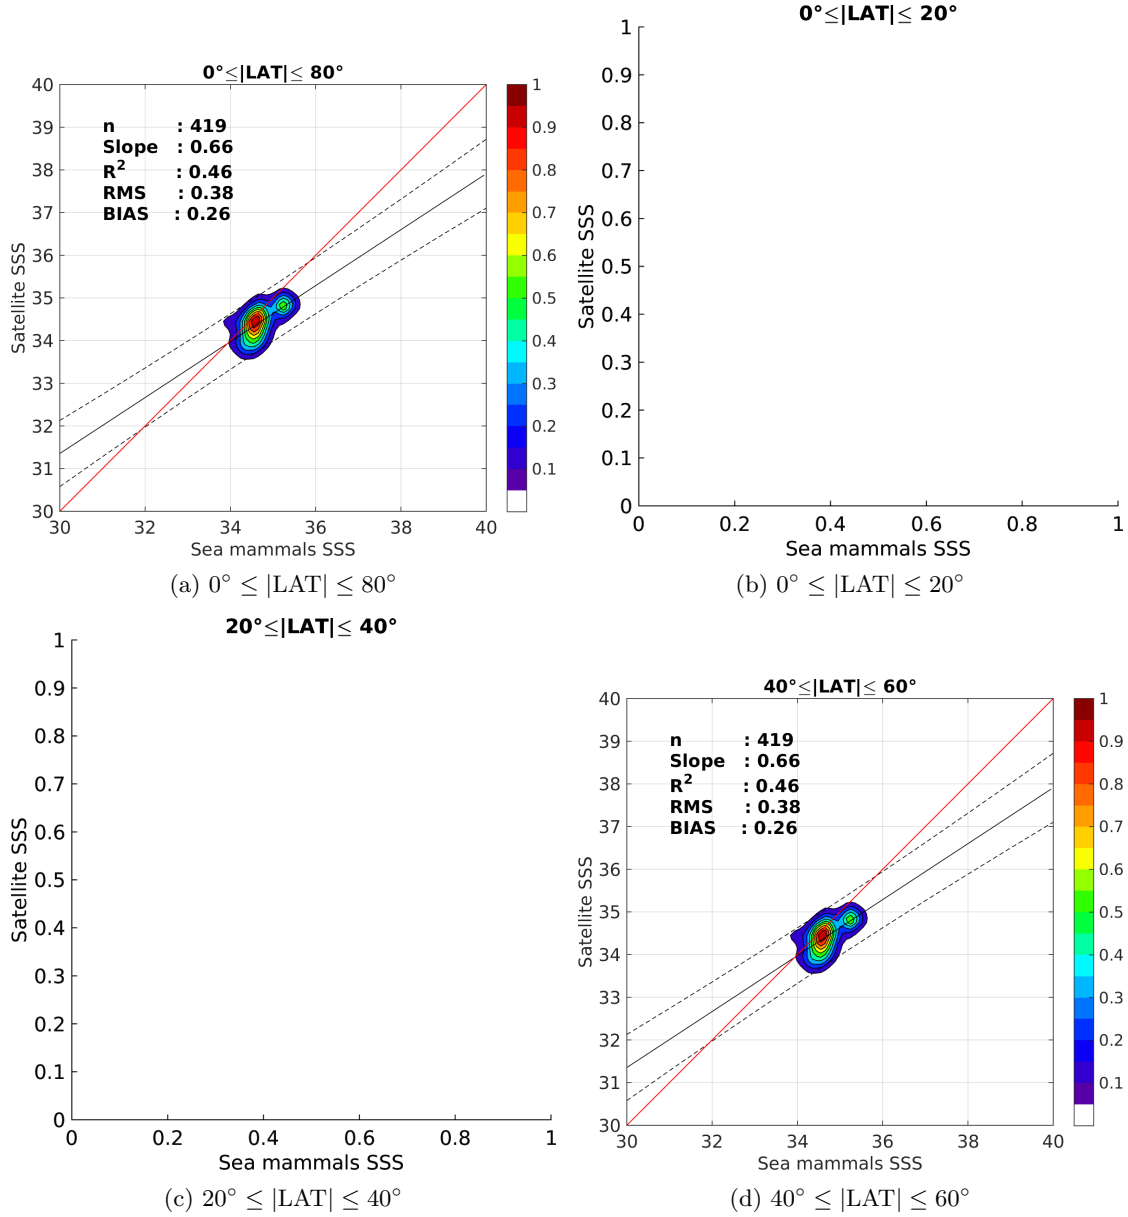 0°≤|LAT|≤ 80°
40
39
38
37
36
35
34
33
32
31
30
n : 419
Slope : 0.66
R² : 0.46
RMS : 0.38
BIAS : 0.26
1
0.9
0.8
0.7
0.6
0.5
0.4
0.3
0.2
0.1
30 32 34 36 38 40
Satellite SSS
Sea mammals SSS
(a) 0° ≤ |LAT| ≤ 80°
0°≤|LAT|≤ 20°
1
0.9
0.8
0.7
0.6
0.5
0.4
0.3
0.2
0.1
0
0 0.2 0.4 0.6 0.8 1
Satellite SSS
Sea mammals SSS
(b) 0° ≤ |LAT| ≤ 20°
20°≤|LAT|≤ 40°
1
0.9
0.8
0.7
0.6
0.5
0.4
0.3
0.2
0.1
0
0 0.2 0.4 0.6 0.8 1
Satellite SSS
Sea mammals SSS
(c) 20° ≤ |LAT| ≤ 40°
40°≤|LAT|≤ 60°
40
39
38
37
36
35
34
33
32
31
30
n : 419
Slope : 0.66
R² : 0.46
RMS : 0.38
BIAS : 0.26
1
0.9
0.8
0.7
0.6
0.5
0.4
0.3
0.2
0.1
30 32 34 36 38 40
Satellite SSS
Sea mammals SSS
(d) 40° ≤ |LAT| ≤ 60°